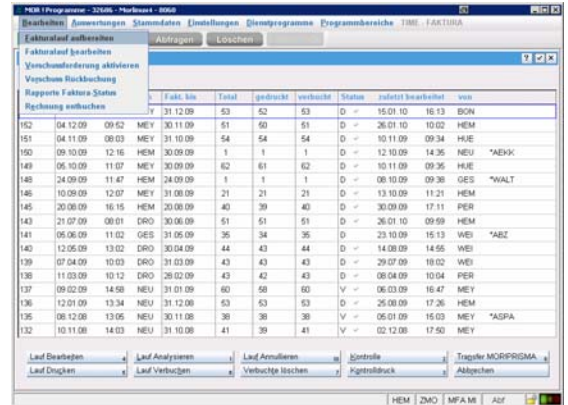 MOR!Programme - 32686 - Morlinux4 - 8060
Bearbeiten Auswertungen Stammdaten Einstellungen Dienstprogramme Programmbereiche TIME - FAKTURA
Fakturalauf aufbereiten Abfragen Löschen
Fakturalauf bearbeiten
Vorschumforderung aktivieren
Vorschum Rückbuchung
Rapporte Faktura-Status
Rechnung entbuchen
Fakt. bis Total gedruckt verbucht Status zuletzt bearbeitet von
31.12.09 53 52 53 D 15.01.10 16:13 BON
152 04.12.09 09:52 MEY 30.11.09 51 50 51 D 26.01.10 10:02 HEM
151 04.11.09 08:03 MEY 31.10.09 54 54 54 D 10.11.09 09:34 HUE
150 09.10.09 12:16 HEM 30.09.09 1 1 1 D 12.10.09 14:35 NEU *AEKK
149 05.10.09 11:07 MEY 30.09.09 62 61 62 D 10.11.09 09:35 HUE
148 24.09.09 11:47 HEM 24.09.09 1 1 1 D 08.10.09 09:38 GES *WALT
146 10.09.09 12:07 MEY 31.08.09 21 21 21 D 13.10.09 11:21 HEM
145 20.08.09 16:15 HEM 20.08.09 40 39 40 D 30.09.09 17:11 PER
143 21.07.09 08:01 DRO 30.06.09 51 51 51 D 26.01.10 09:59 HEM
141 05.06.09 11:02 GES 31.05.09 35 34 35 D 23.10.09 15:13 WEI *ABZ
140 12.05.09 13:02 DRO 30.04.09 44 43 44 D 14.08.09 14:55 WEI
139 07.04.09 10:03 DRO 31.03.09 43 43 43 D 29.07.09 18:02 WEI
138 11.03.09 10:12 DRO 28.02.09 43 42 43 D 08.04.09 10:04 PER
137 09.02.09 14:58 NEU 31.01.09 60 58 60 V 06.03.09 16:47 MEY
136 12.01.09 13:34 NEU 31.12.08 53 53 53 D 25.08.09 17:26 HEM
135 08.12.08 13:05 NEU 30.11.08 38 38 38 V 05.01.09 15:03 MEY *ASPA
132 10.11.08 14:03 NEU 31.10.08 41 39 41 V 02.12.08 17:50 MEY
Lauf Bearbeiten Lauf Analysieren Lauf Annullieren Kontrolle Transfer MOR!PRISMA
Lauf Drucken Lauf Verbuchen Verbuchte löschen Kontrolldruck Abbrechen
HEM ZMO MFA MI Abf